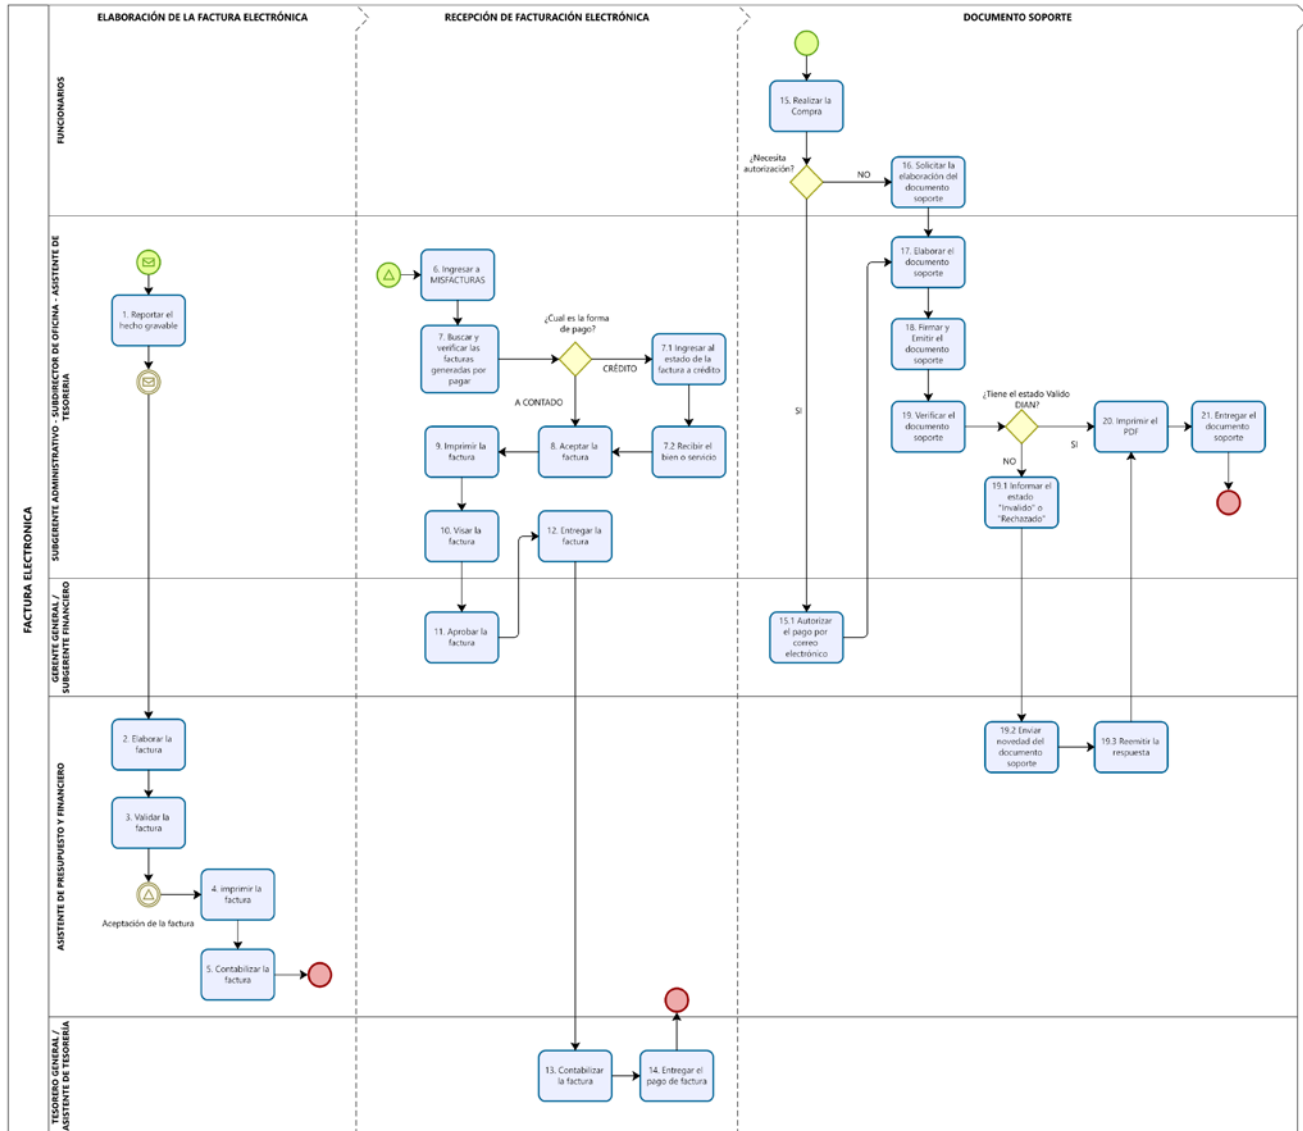 FACTURA ELECTRONICA
ELABORACIÓN DE LA FACTURA ELECTRÓNICA
RECEPCIÓN DE FACTURACIÓN ELECTRÓNICA
DOCUMENTO SOPORTE
FUNCIONARIOS
15. Realizar la
Compra
¿Necesita
autorización?
NO
16. Solicitar la
elaboración del
documento
soporte
SUBGERENTE ADMINISTRATIVO - SUBDIRECTOR DE OFICINA - ASISTENTE DE
TESORERIA
1. Reportar el
hecho gravable
6. Ingresar a
MISFACTURAS
7. Buscar y
verificar las
facturas
generadas por
pagar
¿Cual es la forma
de pago?
CRÉDITO
7.1 Ingresar al
estado de la
factura a crédito
A CONTADO
9. Imprimir la
factura
8. Aceptar la
factura
7.2 Recibir el
bien o servicio
10. Visar la
factura
12. Entregar la
factura
SI
17. Elaborar el
documento
soporte
18. Firmar y
Emitir el
documento
soporte
19. Verificar el
documento
soporte
¿Tiene el estado Valido
DIAN?
SI
NO
20. Imprimir el
PDF
21. Entregar el
documento
soporte
19.1 Informar el
estado
"Invalido" o
"Rechazado"
GERENTE GENERAL /
SUBGERENTE FINANCIERO
11. Aprobar la
factura
15.1 Autorizar
el pago por
correo
electrónico
ASISTENTE DE PRESUPUESTO Y FINANCIERO
2. Elaborar la
factura
3. Validar la
factura
Aceptación de la factura
4. imprimir la
factura
5. Contabilizar la
factura
19.2 Enviar
novedad del
documento
soporte
19.3 Reemitir la
respuesta
TESORERO GENERAL /
ASISTENTE DE TESORERÍA
13. Contabilizar
la factura
14. Entregar el
pago de factura